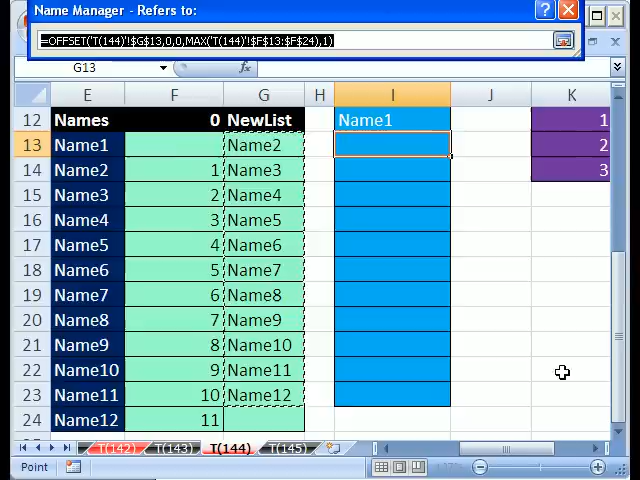 Name Manager - Refers to:
=OFFSET('T(144)'!$G$13,0,0,MAX('T(144)'!$F$13:$F$24),1)
G13
E F G H I J K
12 Names 0 NewList Name1 1
13 Name1 Name2 2
14 Name2 1 Name3 3
15 Name3 2 Name4
16 Name4 3 Name5
17 Name5 4 Name6
18 Name6 5 Name7
19 Name7 6 Name8
20 Name8 7 Name9
21 Name9 8 Name10
22 Name10 9 Name11
23 Name11 10 Name12
24 Name12 11
T(142) T(143) T(144) T(145)
Point